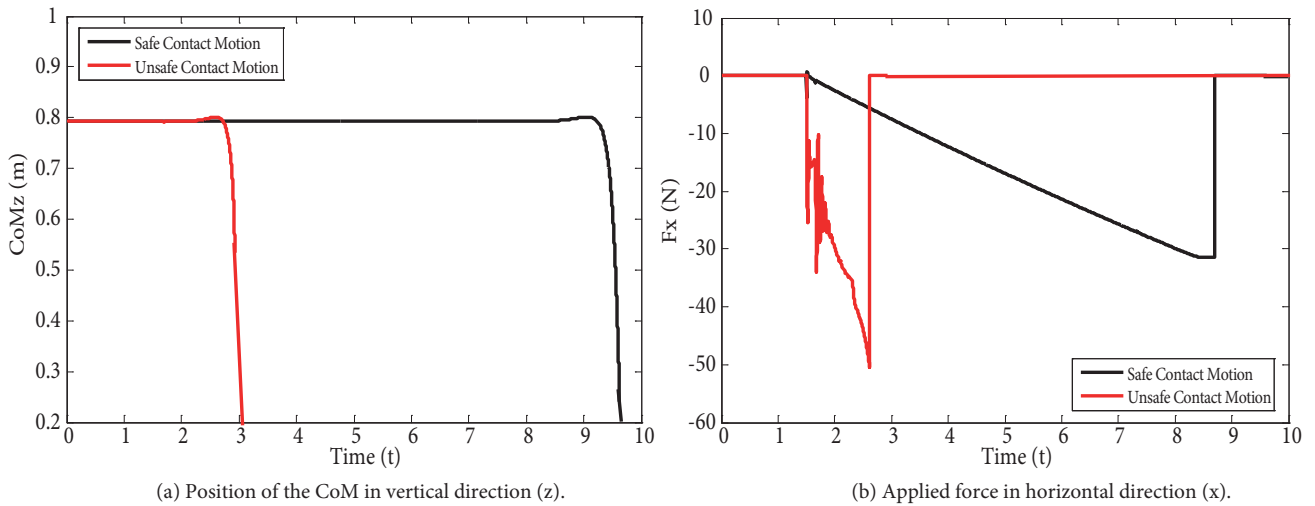 1
0.9
0.8
0.7
0.6
0.5
0.4
0.3
0.2
CoMz (m)
Safe Contact Motion
Unsafe Contact Motion
0 1 2 3 4 5 6 7 8 9 10
Time (t)
(a) Position of the CoM in vertical direction (z).
10
0
-10
-20
-30
-40
-50
-60
Fx (N)
Safe Contact Motion
Unsafe Contact Motion
0 1 2 3 4 5 6 7 8 9 10
Time (t)
(b) Applied force in horizontal direction (x).